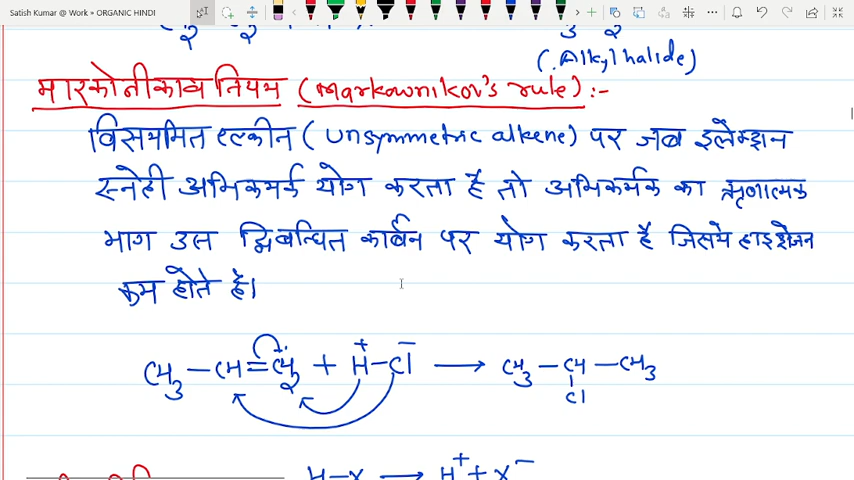 Satish Kumar @ Work » ORGANIC HINDI
(Alkyl halide)
मारकोनीकाव नियम (Markownikov's rule) :-
विसममित एल्कीन (Unsymmetric alkene) पर जब इलेक्ट्रान
स्नेही अभिकर्मक योग करता है तो अभिकर्मक का ऋणात्मक
भाग उस द्विबन्धित कार्बन पर योग करता है जिसमे हाइड्रोजन
कम होते है।
CH3 — CH = CH2 + H+ – Cl− ⟶ CH3 — CH — CH3
Cl
H–X ⟶ H+ + X−